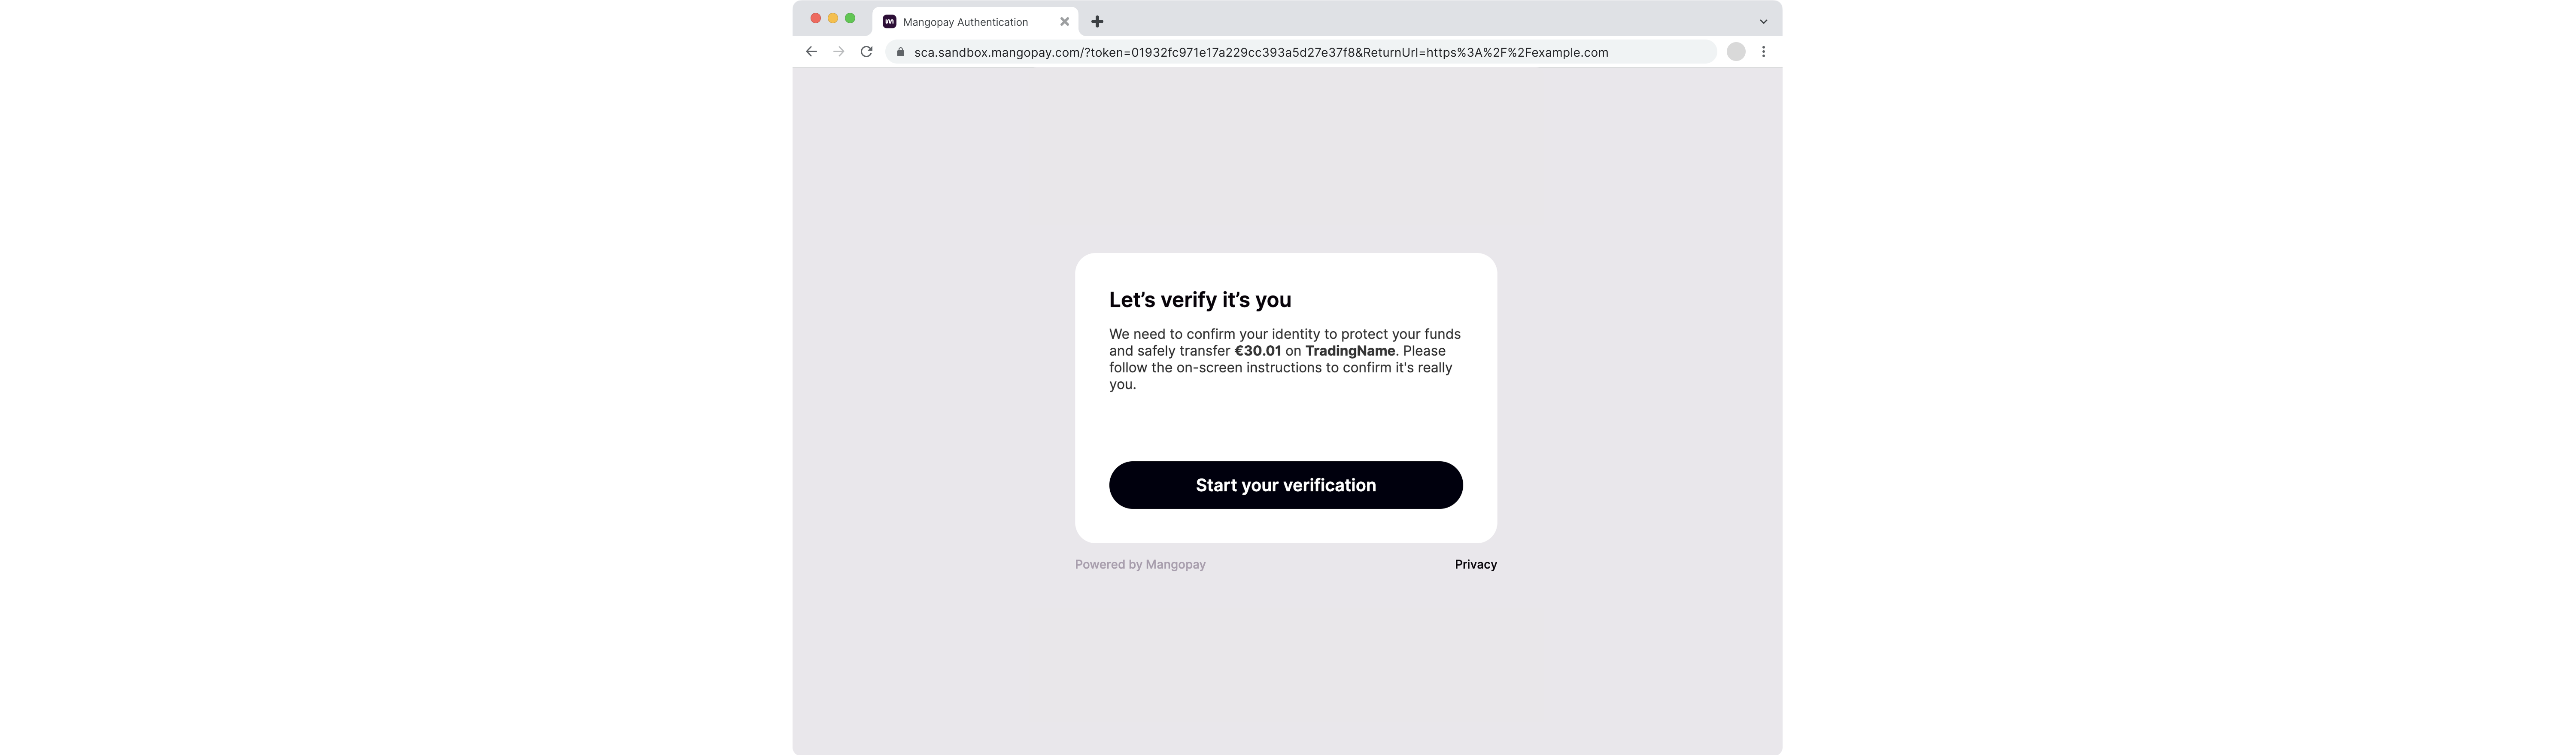 Mangopay Authentication
sca.sandbox.mangopay.com/?token=01932fc971e17a229cc393a5d27e37f8&ReturnUrl=https%3A%2F%2Fexample.com
Let’s verify it’s you
We need to confirm your identity to protect your funds
and safely transfer €30.01 on TradingName. Please
follow the on-screen instructions to confirm it's really
you.
Start your verification
Powered by Mangopay
Privacy